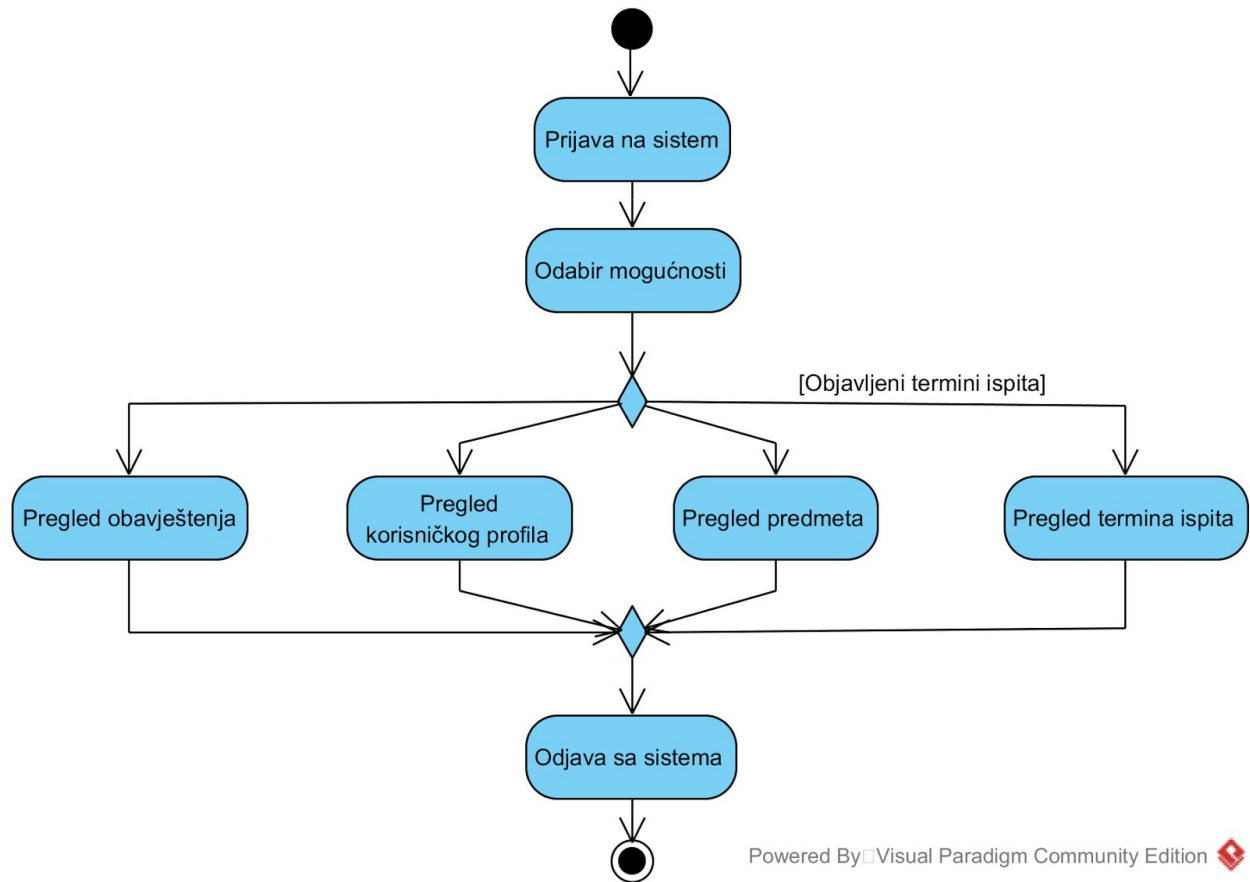 Prijava na sistem
Odabir mogućnosti
[Objavljeni termini ispita]
Pregled obavještenja
Pregled
korisničkog profila
Pregled predmeta
Pregled termina ispita
Odjava sa sistema
Powered By Visual Paradigm Community Edition